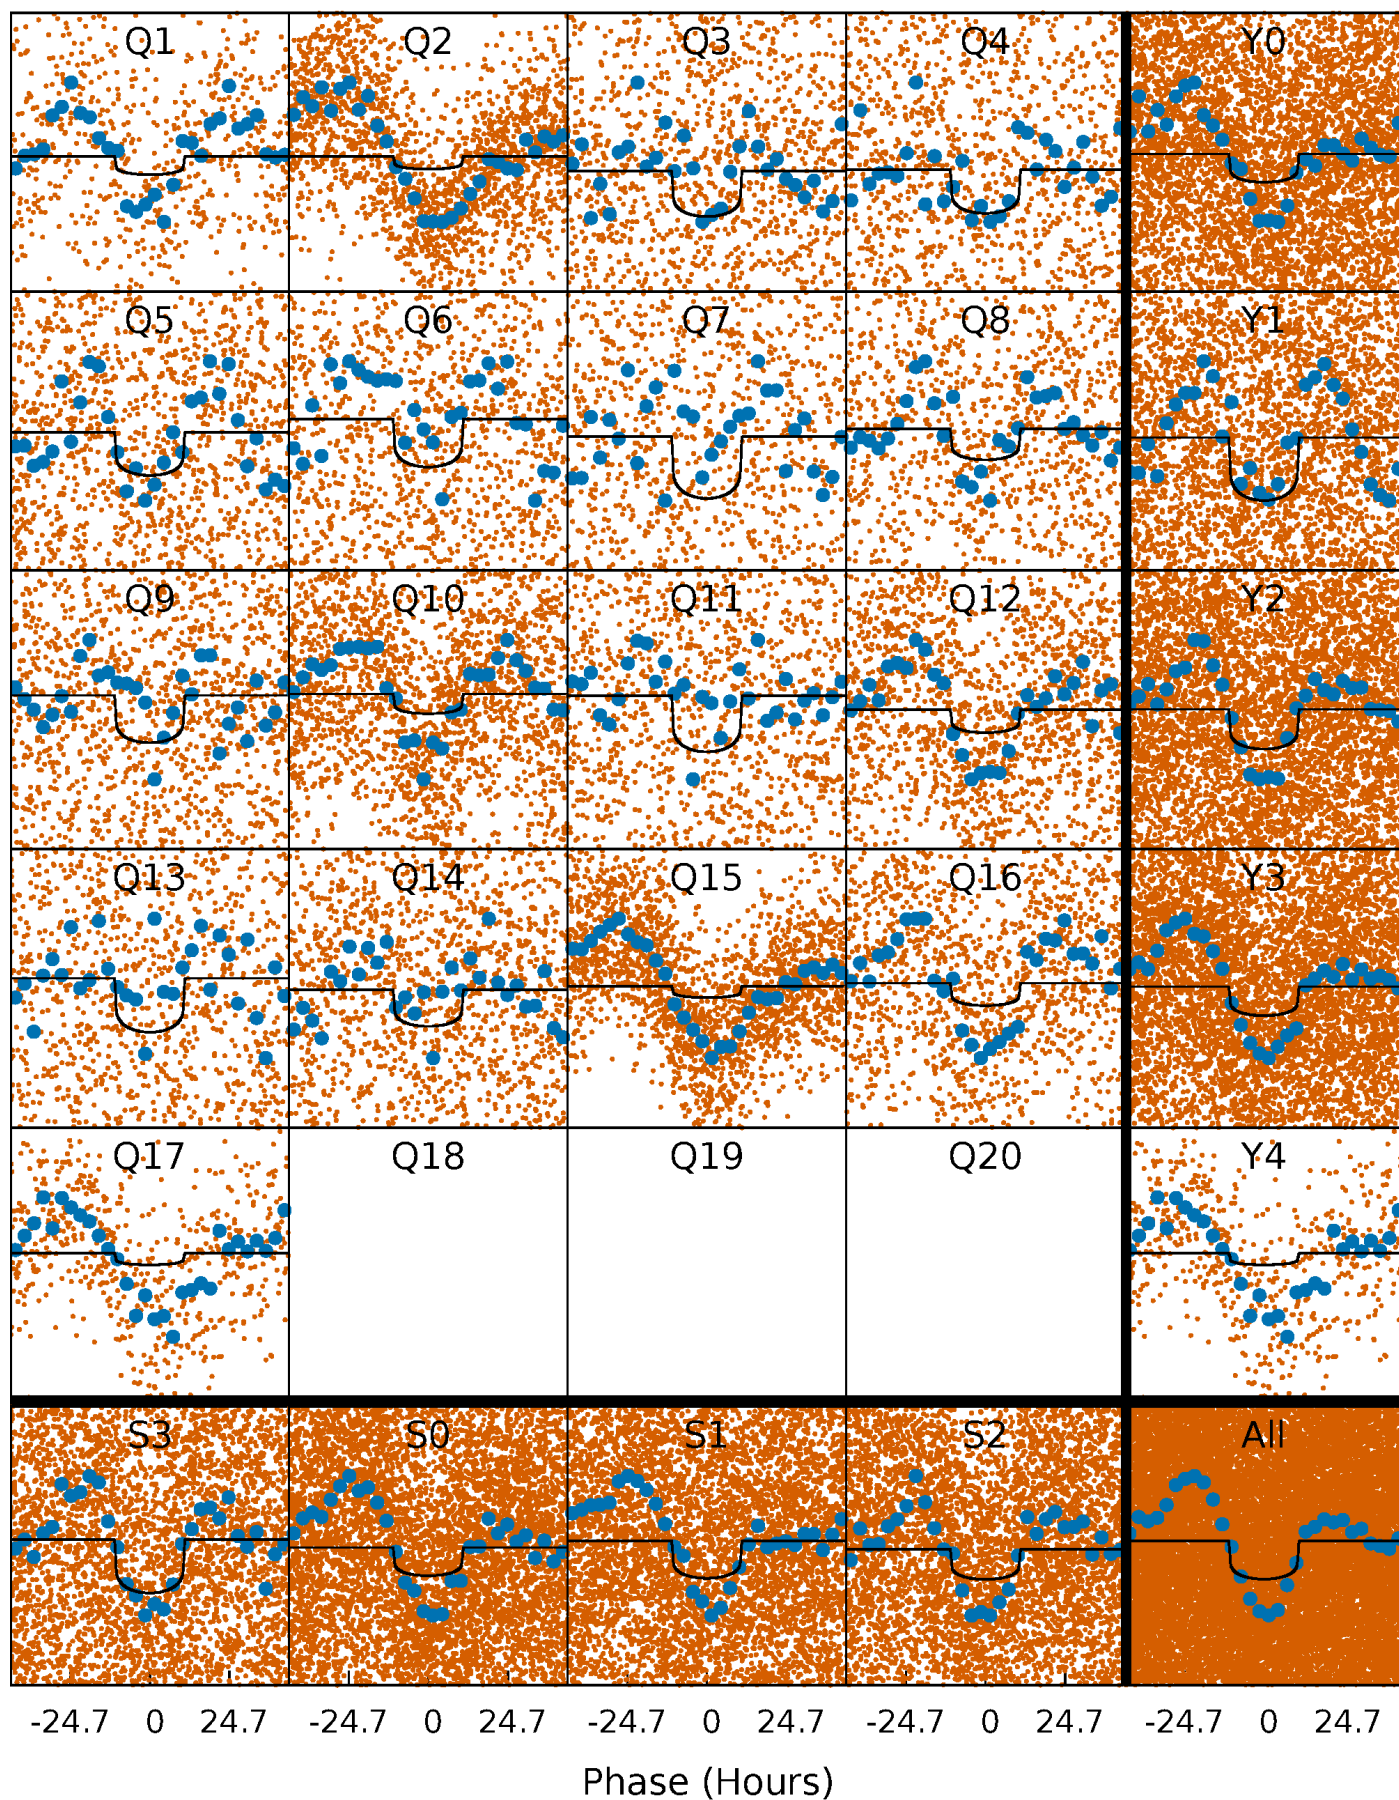 Q1 Q2 Q3 Q4 Y0
Q5 Q6 Q7 Q8 Y1
Q9 Q10 Q11 Q12 Y2
Q13 Q14 Q15 Q16 Y3
Q17 Q18 Q19 Q20 Y4
S3 S0 S1 S2 All
-24.7 0 24.7 -24.7 0 24.7 -24.7 0 24.7 -24.7 0 24.7 -24.7 0 24.7
Phase (Hours)